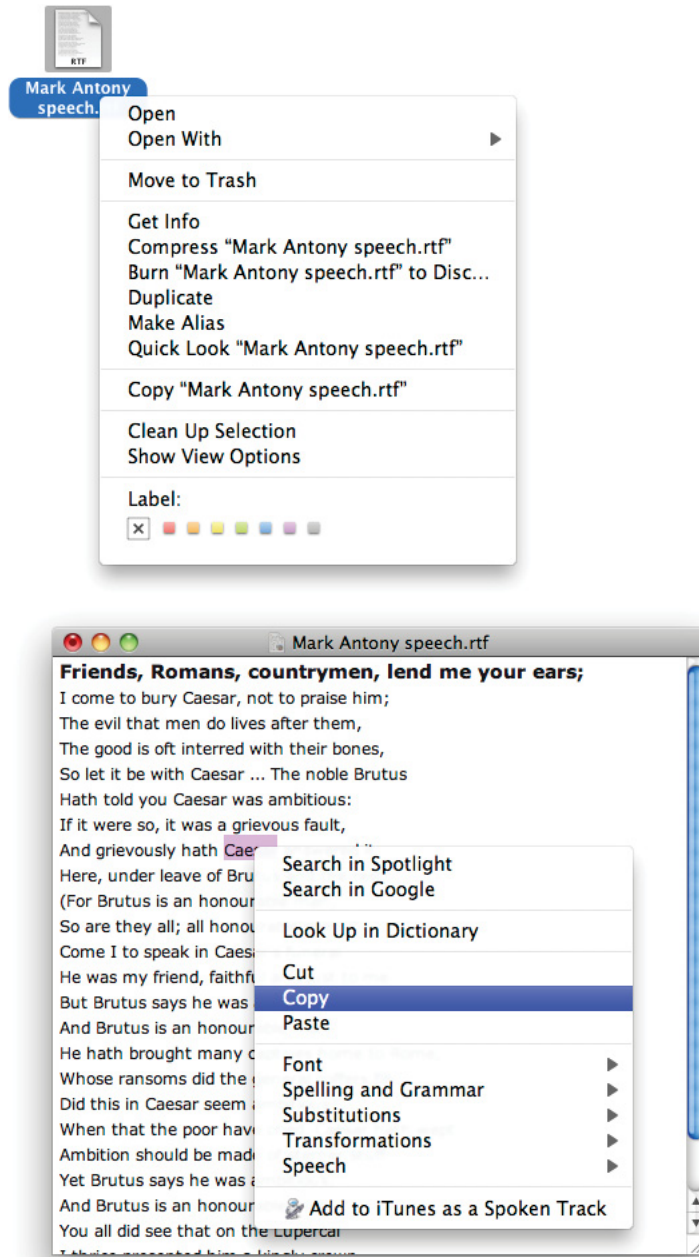 RTF
Mark Antony
speech.
Open
Open With
Move to Trash
Get Info
Compress “Mark Antony speech.rtf”
Burn “Mark Antony speech.rtf” to Disc...
Duplicate
Make Alias
Quick Look “Mark Antony speech.rtf”
Copy “Mark Antony speech.rtf”
Clean Up Selection
Show View Options
Label:
Mark Antony speech.rtf
Friends, Romans, countrymen, lend me your ears;
I come to bury Caesar, not to praise him;
The evil that men do lives after them,
The good is oft interred with their bones,
So let it be with Caesar ... The noble Brutus
Hath told you Caesar was ambitious:
If it were so, it was a grievous fault,
And grievously hath
Here, under leave of
(For Brutus is an
So are they all; all
Come I to speak in
He was my friend,
But Brutus says he was
And Brutus is an
He hath brought many
Whose ransoms did the
Did this in Caesar seem
When that the poor have
Ambition should be
Yet Brutus says he was
And Brutus is an
You all did see that on the Lupercal
I thrice presented him a kingly crown
Search in Spotlight
Search in Google
Look Up in Dictionary
Cut
Copy
Paste
Font
Spelling and Grammar
Substitutions
Transformations
Speech
Add to iTunes as a Spoken Track